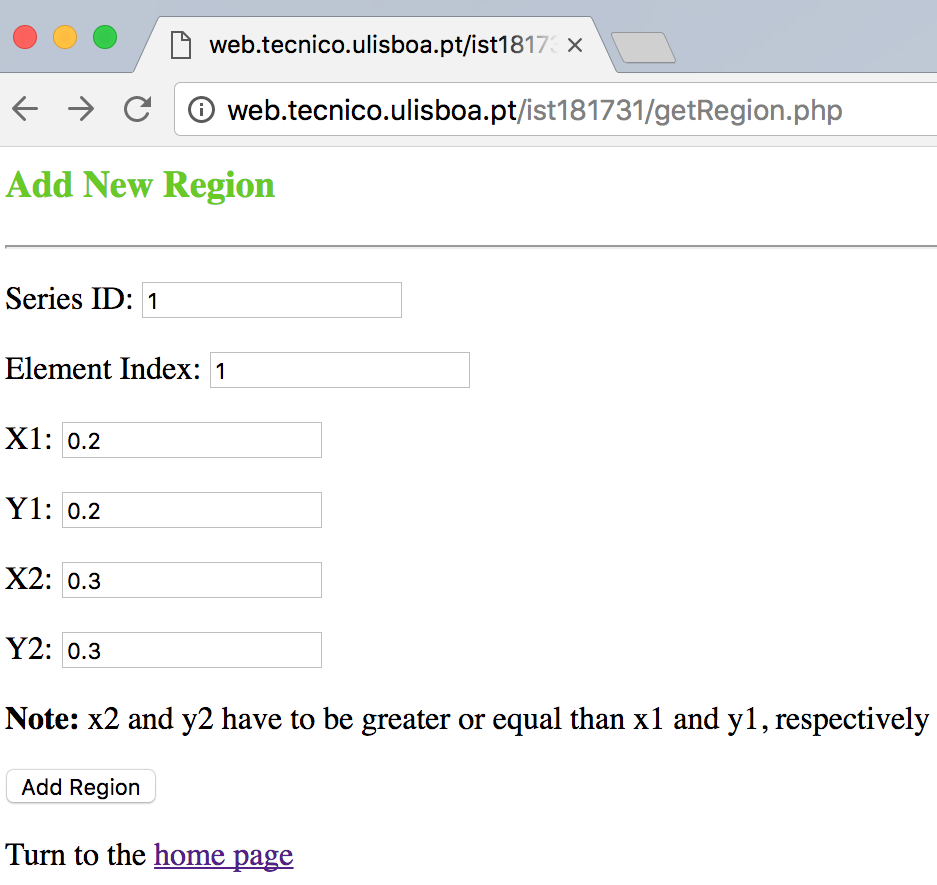 web.tecnico.ulisboa.pt/ist18173
web.tecnico.ulisboa.pt/ist181731/getRegion.php
Add New Region
Series ID: 1
Element Index: 1
X1: 0.2
Y1: 0.2
X2: 0.3
Y2: 0.3
Note: x2 and y2 have to be greater or equal than x1 and y1, respectively
Add Region
Turn to the home page